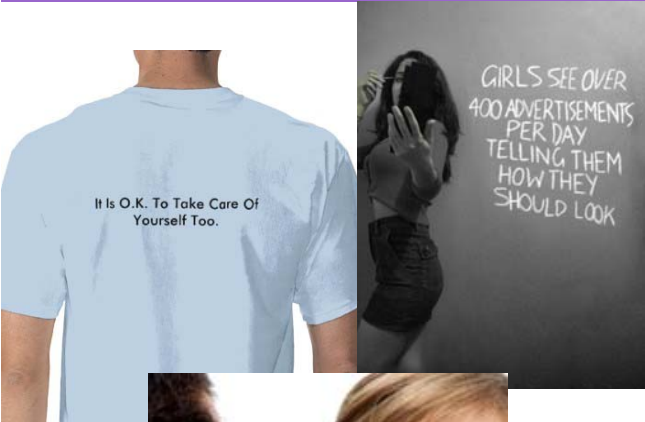 It Is O.K. To Take Care Of
Yourself Too.
GIRLS SEE OVER
400 ADVERTISEMENTS
PER DAY
TELLING THEM
HOW THEY
SHOULD LOOK